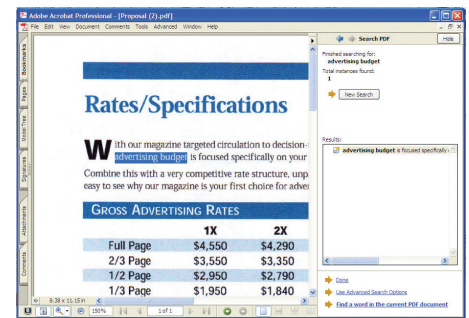 Adobe Acrobat Professional - [Proposal (2).pdf]
File Edit View Document Comments Tools Advanced Window Help
Bookmarks
Pages
Model Tree
Signatures
Attachments
Comments
Rates/Specifications
With our magazine targeted circulation to decision-
advertising budget is focused specifically on your
Combine this with a very competitive rate structure, unp
easy to see why our magazine is your first choice for adver
GROSS ADVERTISING RATES
1X 2X
Full Page $4,550 $4,290
2/3 Page $3,550 $3,350
1/2 Page $2,950 $2,790
1/3 Page $1,950 $1,840
8.38 x 11.15 in
150%
1 of 1
Search PDF
Hide
Finished searching for:
advertising budget
Total instances found:
1
New Search
Results:
advertising budget is focused specifically
Done
Use Advanced Search Options
Find a word in the current PDF document